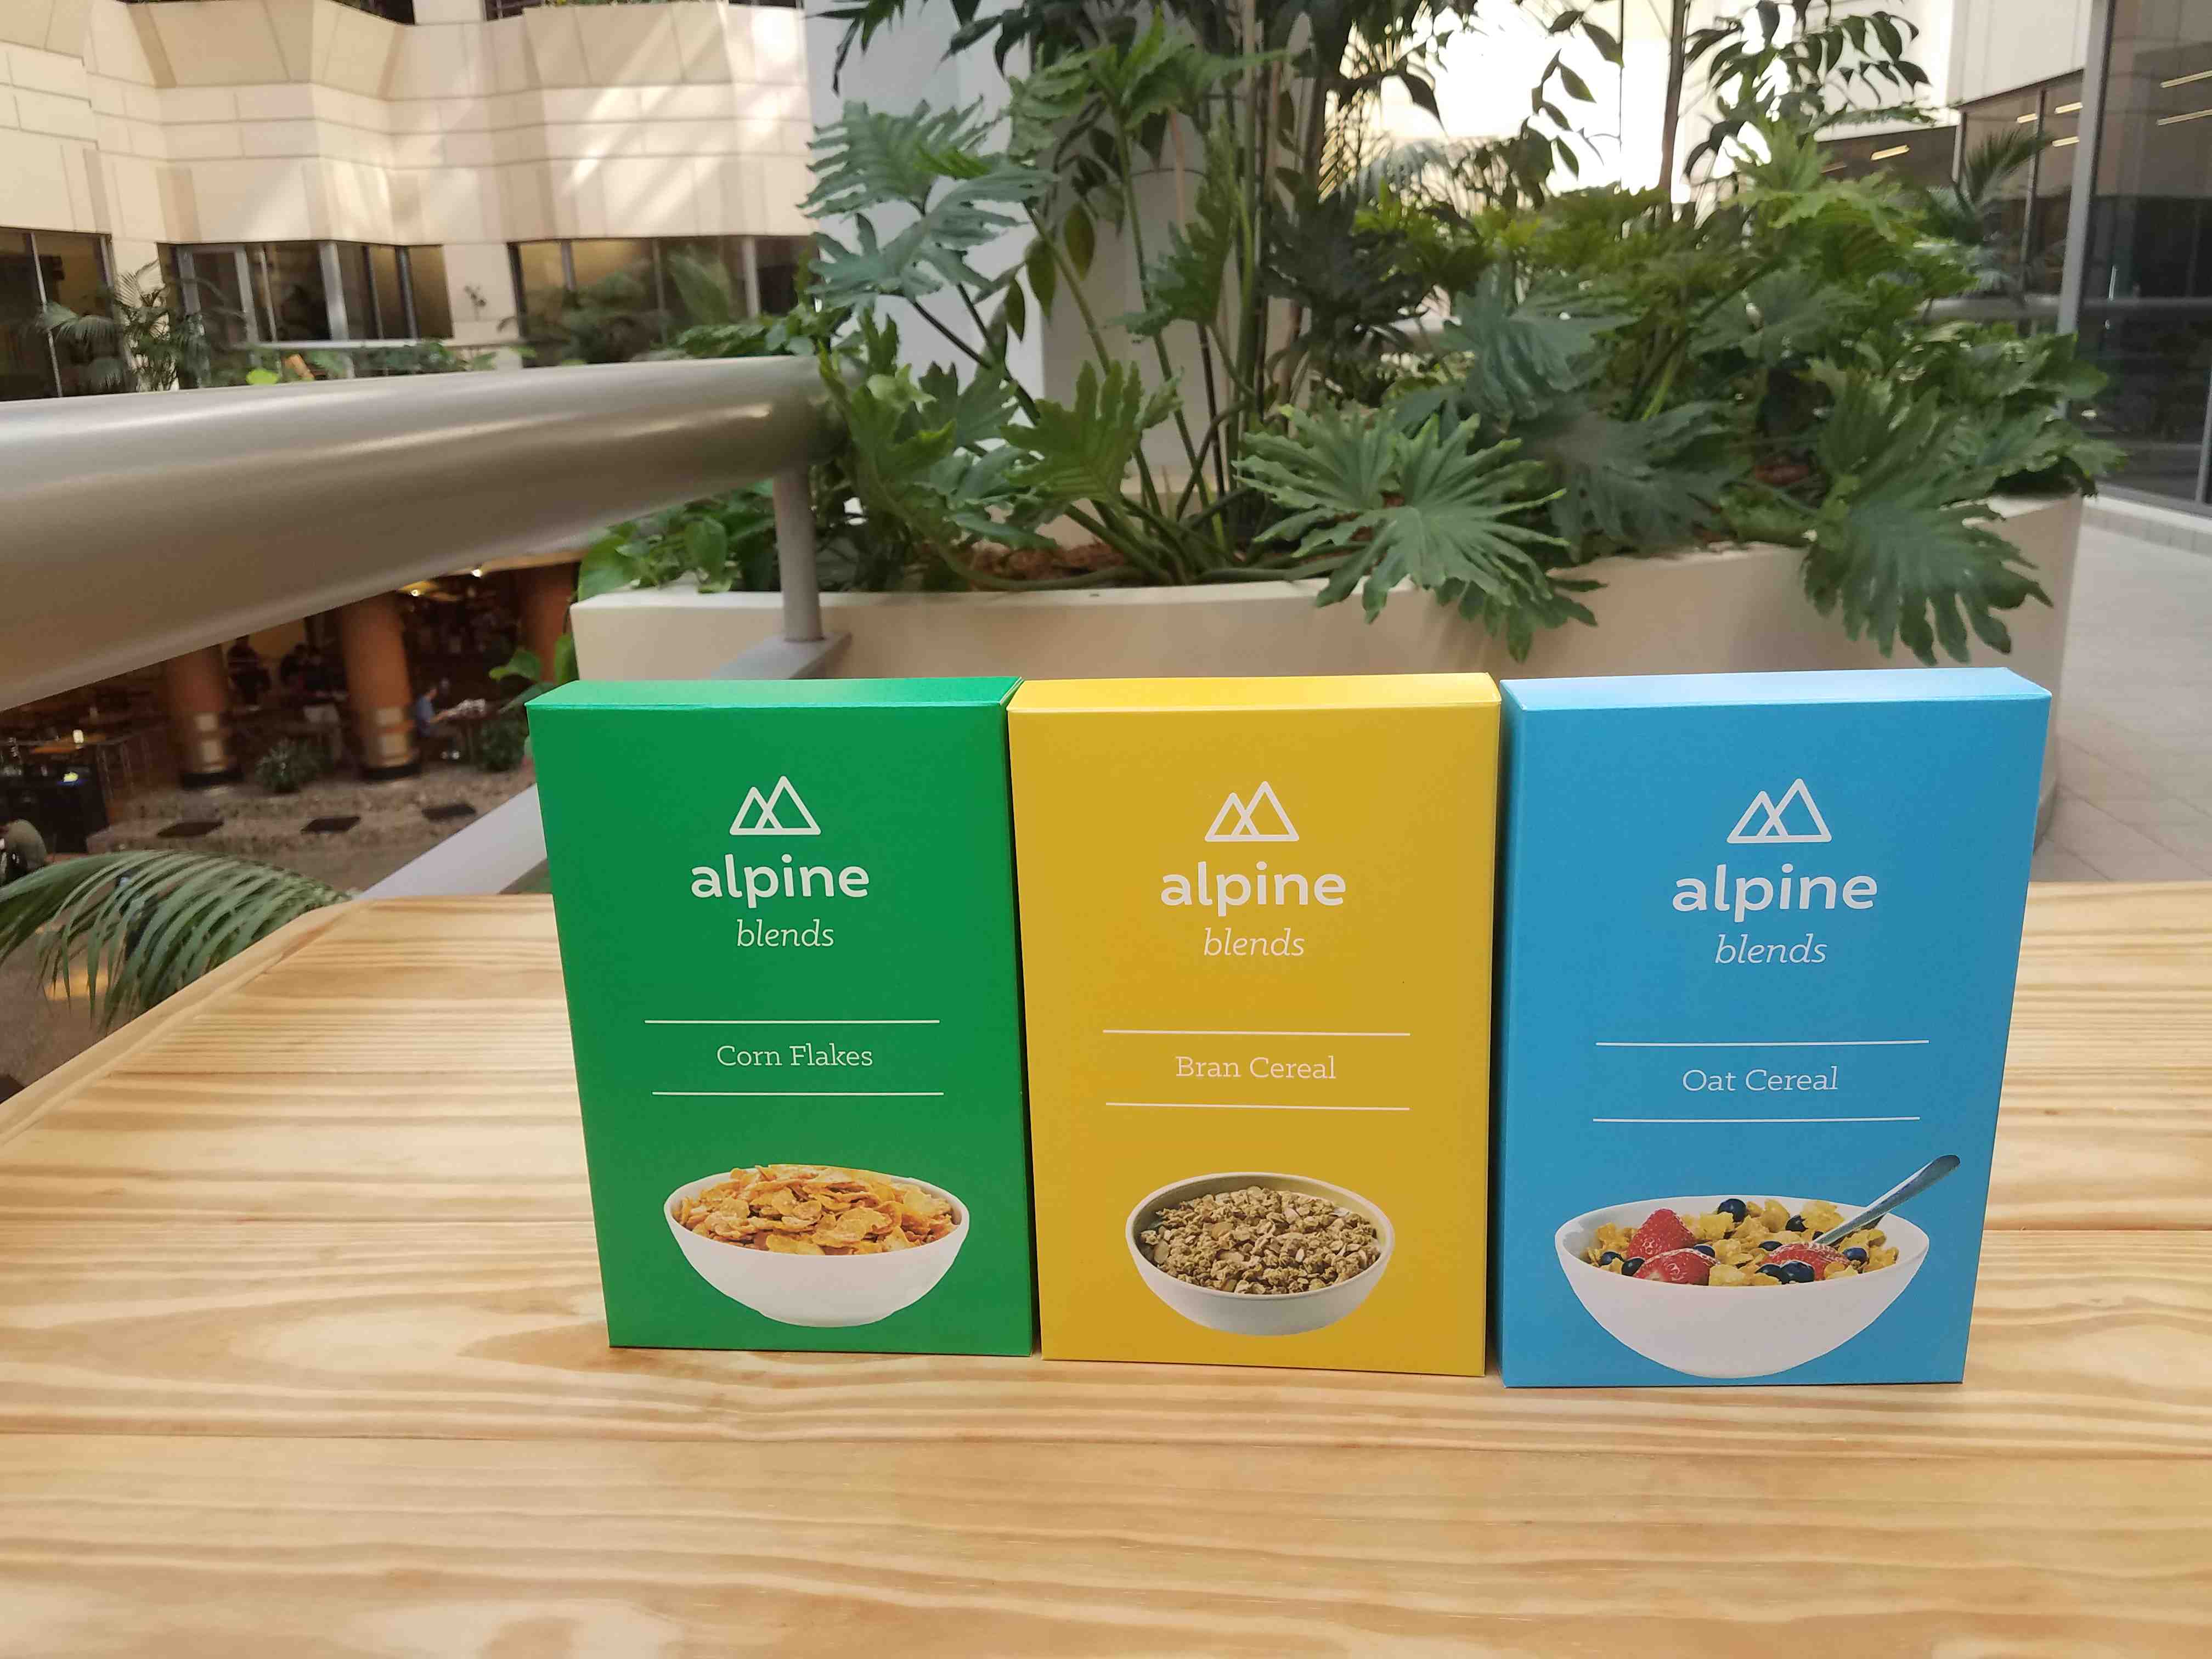 alpine
blends
Corn Flakes
alpine
blends
Bran Cereal
alpine
blends
Oat Cereal